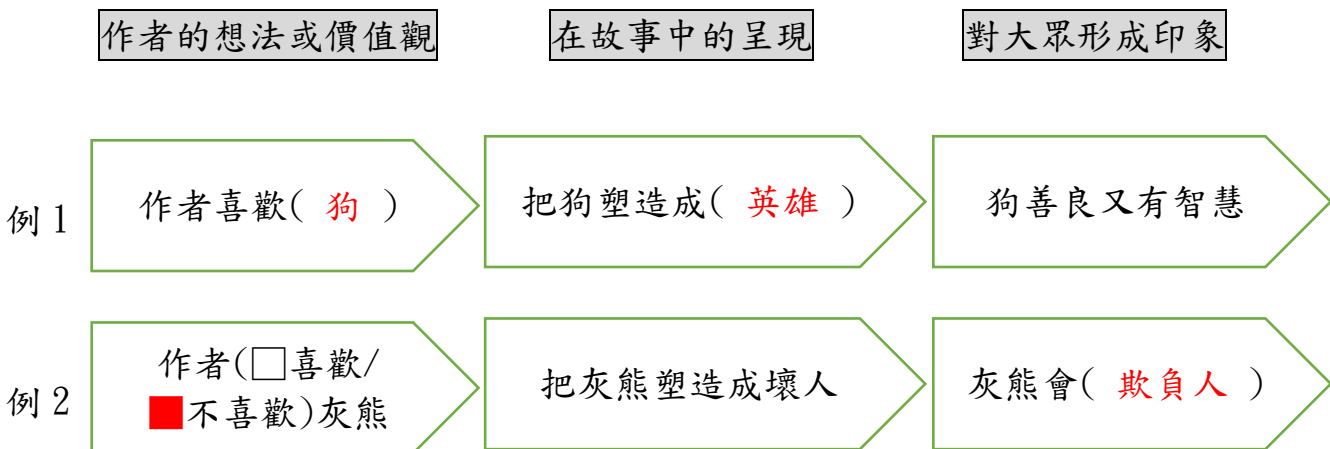 作者的想法或價值觀
在故事中的呈現
對大眾形成印象
例 1
作者喜歡( 狗 )
把狗塑造成( 英雄 )
狗善良又有智慧
例 2
作者(□喜歡/
■不喜歡)灰熊
把灰熊塑造成壞人
灰熊會( 欺負人 )